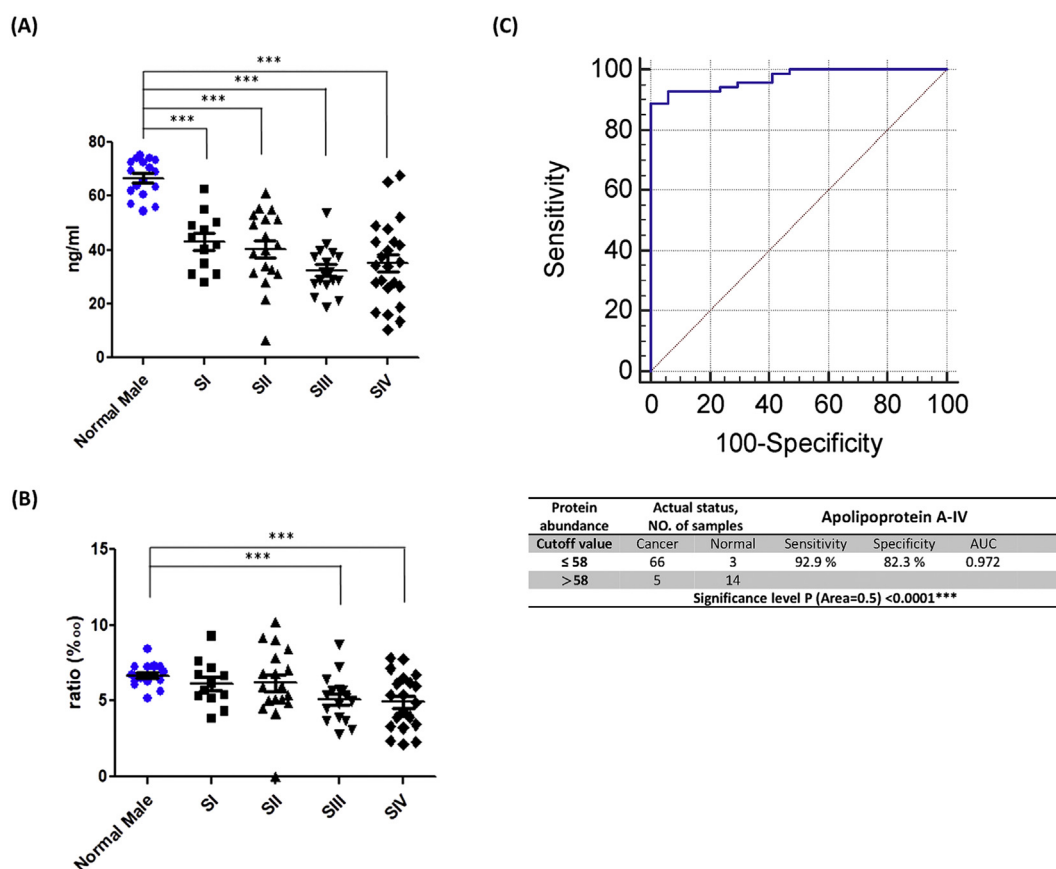 (A)
***
***
***
***
80
60
40
20
0
ng/ml
Normal Male
SI
SII
SIII
SIV
(B)
***
***
15
10
5
0
ratio (%oo)
Normal Male
SI
SII
SIII
SIV
(C)
100
80
60
40
20
0
Sensitivity
0 20 40 60 80 100
100-Specificity
Protein abundance Actual status, NO. of samples Apolipoprotein A-IV
Cutoff value Cancer Normal Sensitivity Specificity AUC
≤ 58 66 3 92.9 % 82.3 % 0.972
＞58 5 14
Significance level P (Area=0.5) <0.0001***